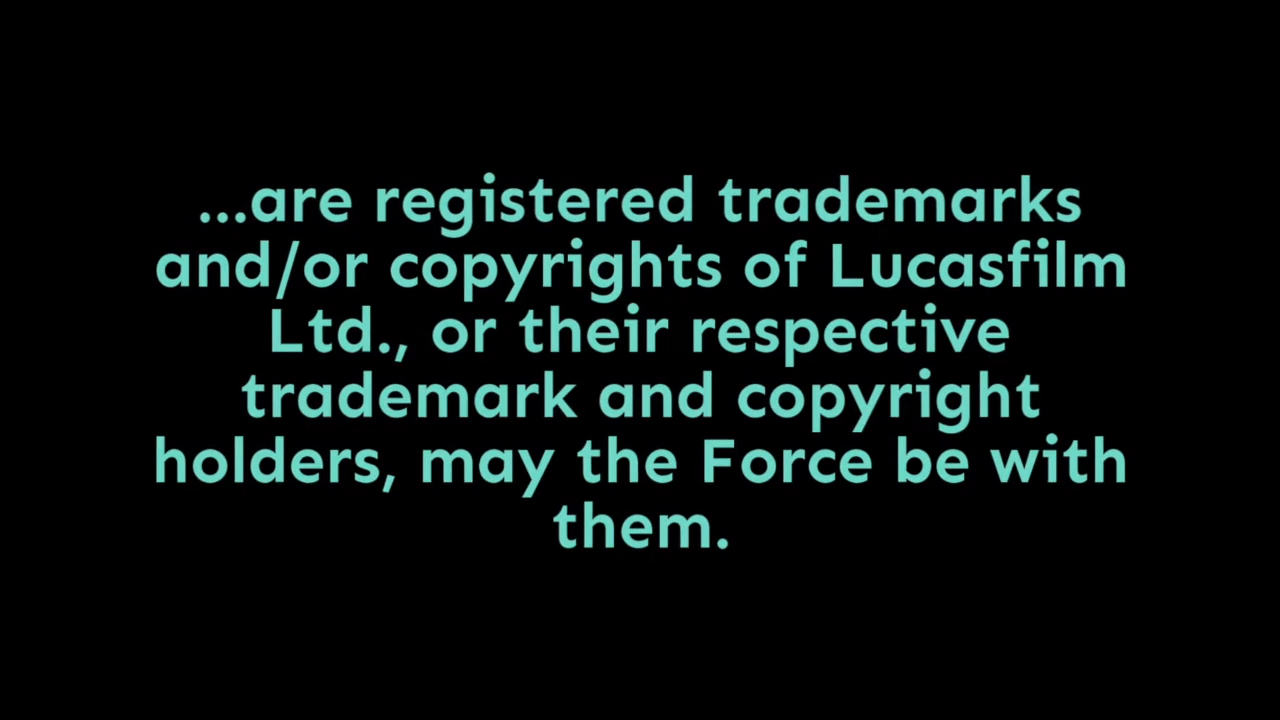 ...are registered trademarks
and/or copyrights of Lucasfilm
Ltd., or their respective
trademark and copyright
holders, may the Force be with
them.